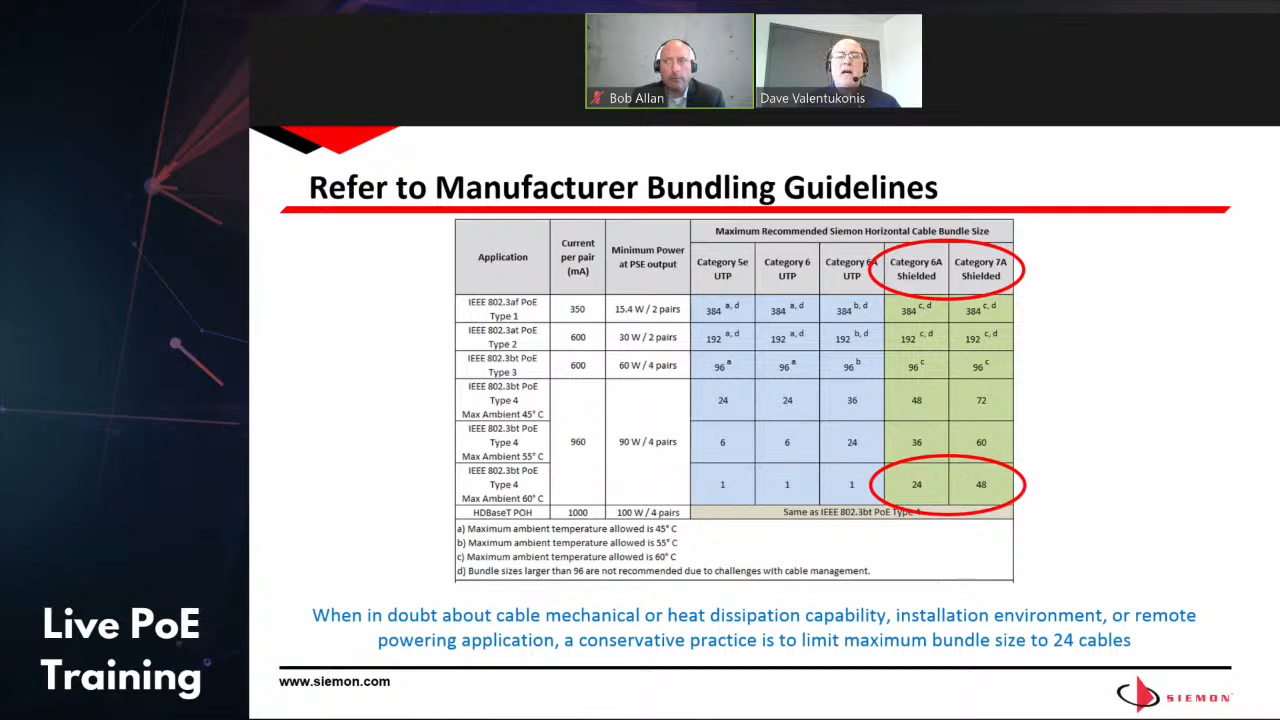 Bob Allan
Dave Valentukonis
Refer to Manufacturer Bundling Guidelines
Application
Current
per pair
(mA)
Minimum Power
at PSE output
Maximum Recommended Siemon Horizontal Cable Bundle Size
Category 5e
UTP
Category 6
UTP
Category 6A
UTP
Category 6A
Shielded
Category 7A
Shielded
IEEE 802.3af PoE
Type 1
350
15.4 W / 2 pairs
384 a, d
384 a, d
384 b, d
384 c, d
384 c, d
IEEE 802.3at PoE
Type 2
600
30 W / 2 pairs
192 a, d
192 a, d
192 b, d
192 c, d
192 c, d
IEEE 802.3bt PoE
Type 3
600
60 W / 4 pairs
96 a
96 a
96 b
96 c
96 c
IEEE 802.3bt PoE
Type 4
Max Ambient 45° C
24
24
36
48
72
IEEE 802.3bt PoE
Type 4
Max Ambient 55° C
960
90 W / 4 pairs
6
6
24
36
60
IEEE 802.3bt PoE
Type 4
Max Ambient 60° C
1
1
1
24
48
HDBaseT POH
1000
100 W / 4 pairs
Same as IEEE 802.3bt PoE Type 4
a) Maximum ambient temperature allowed is 45° C
b) Maximum ambient temperature allowed is 55° C
c) Maximum ambient temperature allowed is 60° C
d) Bundle sizes larger than 96 are not recommended due to challenges with cable management.
When in doubt about cable mechanical or heat dissipation capability, installation environment, or remote
powering application, a conservative practice is to limit maximum bundle size to 24 cables
Live PoE
Training
www.siemon.com
SIEMON